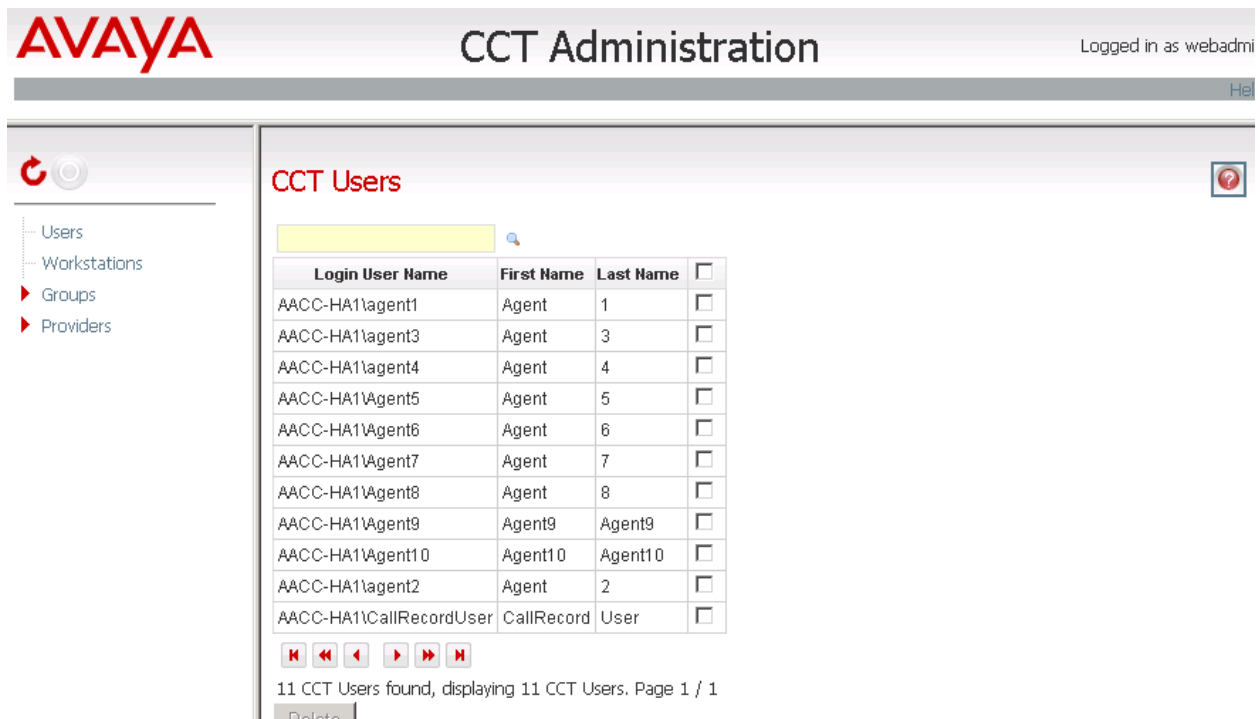 AVAYA
CCT Administration
Logged in as webadmi
Hel
Users
Workstations
Groups
Providers
CCT Users
Login User Name First Name Last Name
AACC-HA1\agent1 Agent 1
AACC-HA1\agent3 Agent 3
AACC-HA1\agent4 Agent 4
AACC-HA1\Agent5 Agent 5
AACC-HA1\Agent6 Agent 6
AACC-HA1\Agent7 Agent 7
AACC-HA1\Agent8 Agent 8
AACC-HA1\Agent9 Agent9 Agent9
AACC-HA1\Agent10 Agent10 Agent10
AACC-HA1\agent2 Agent 2
AACC-HA1\CallRecordUser CallRecord User
11 CCT Users found, displaying 11 CCT Users. Page 1 / 1
Delete